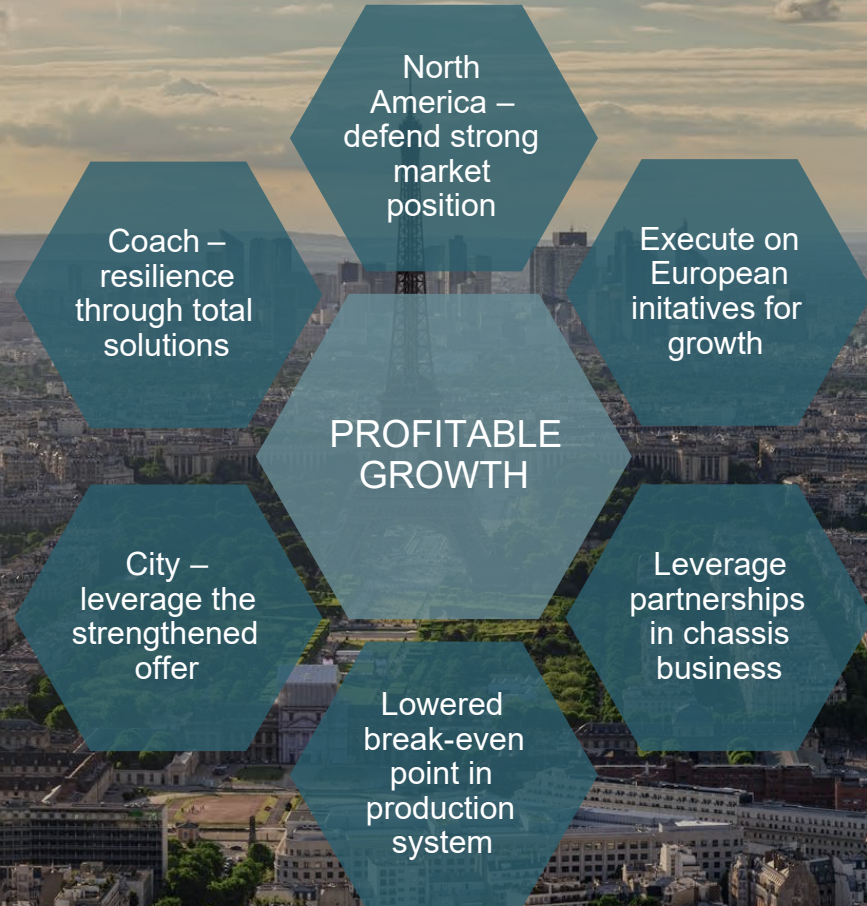 North
America –
defend strong
market
position
Coach –
resilience
through total
solutions
Execute on
European
initatives for
growth
PROFITABLE
GROWTH
City –
leverage the
strengthened
offer
Leverage
partnerships
in chassis
business
Lowered
break-even
point in
production
system